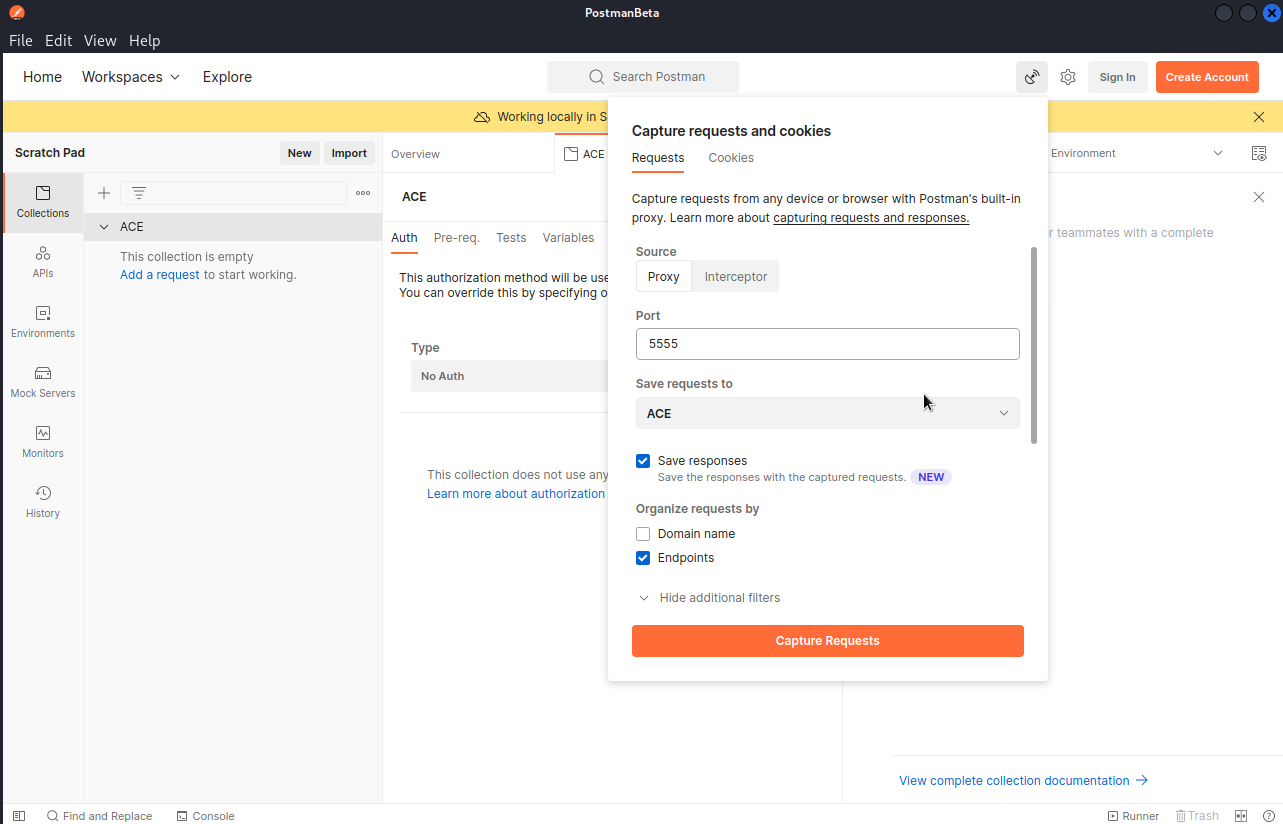 PostmanBeta
File Edit View Help
Home Workspaces Explore Search Postman Sign In Create Account
Working locally in S
Scratch Pad New Import Overview ACE Environment
Capture requests and cookies
Requests Cookies
Capture requests from any device or browser with Postman's built-in
proxy. Learn more about capturing requests and responses.
Source
Proxy Interceptor
Port
5555
Save requests to
ACE
Save responses
Save the responses with the captured requests. NEW
Organize requests by
Domain name
Endpoints
Hide additional filters
Capture Requests
Collections
APIs
Environments
Mock Servers
Monitors
History
ACE
This collection is empty
Add a request to start working.
ACE
Auth Pre-req. Tests Variables
This authorization method will be use
You can override this by specifying o
Type
No Auth
This collection does not use any
Learn more about authorization
r teammates with a complete
View complete collection documentation →
Find and Replace Console Runner Trash